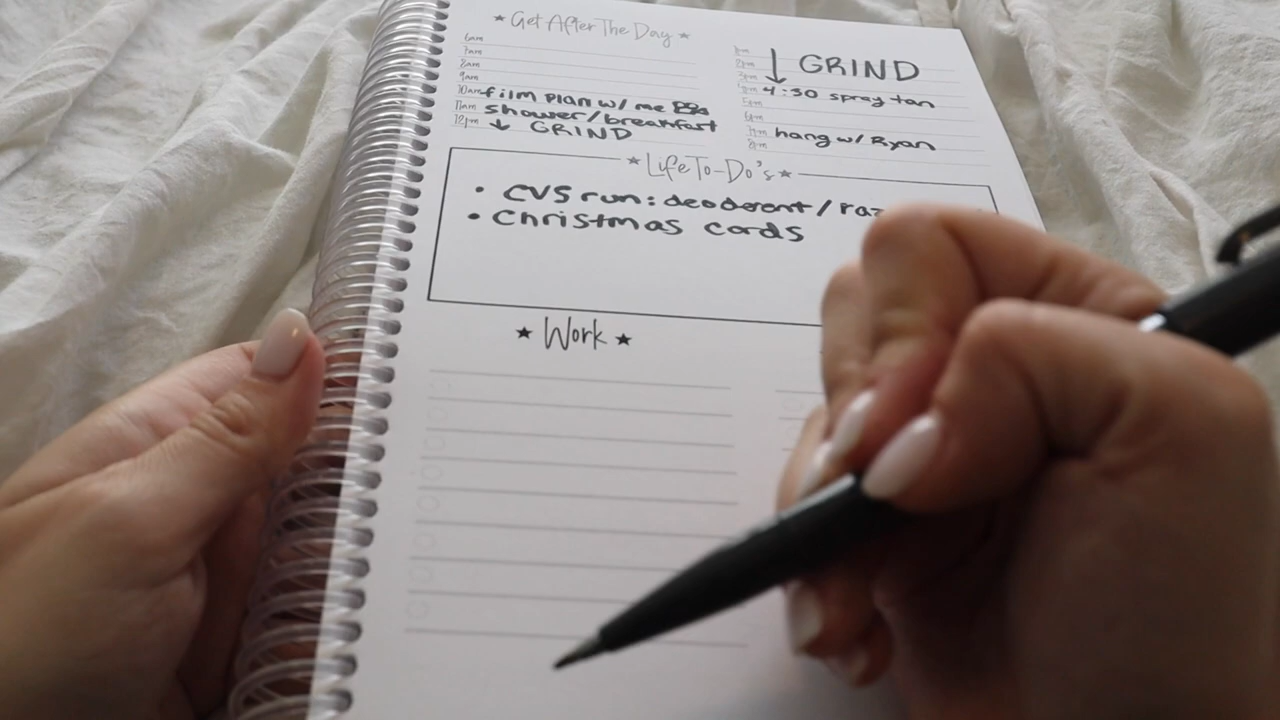 ★ Get After The Day ★
6am
7am
8am
9am
10am film plan w/ me
11am shower/breakfast
12pm ↓ GRIND
1pm
2pm ↓ GRIND
3pm
4pm 4:30 spray tan
5pm
6pm
7pm hang w/ Ryan
8pm
★ Life To-Do's ★
• CVS run: deoderant / raz
• Christmas cards
★ Work ★